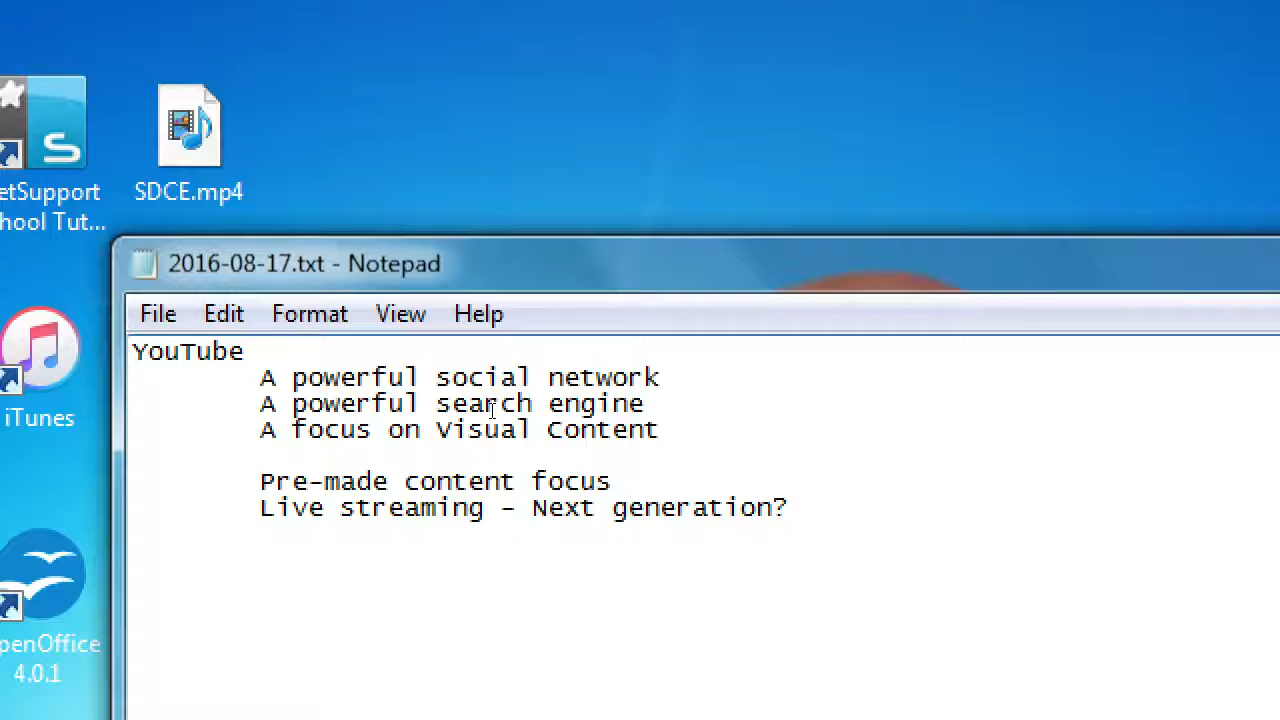 etSupport
hool Tut...
SDCE.mp4
iTunes
penOffice
4.0.1
2016-08-17.txt - Notepad
File Edit Format View Help
YouTube
A powerful social network
A powerful search engine
A focus on Visual Content
Pre-made content focus
Live streaming - Next generation?